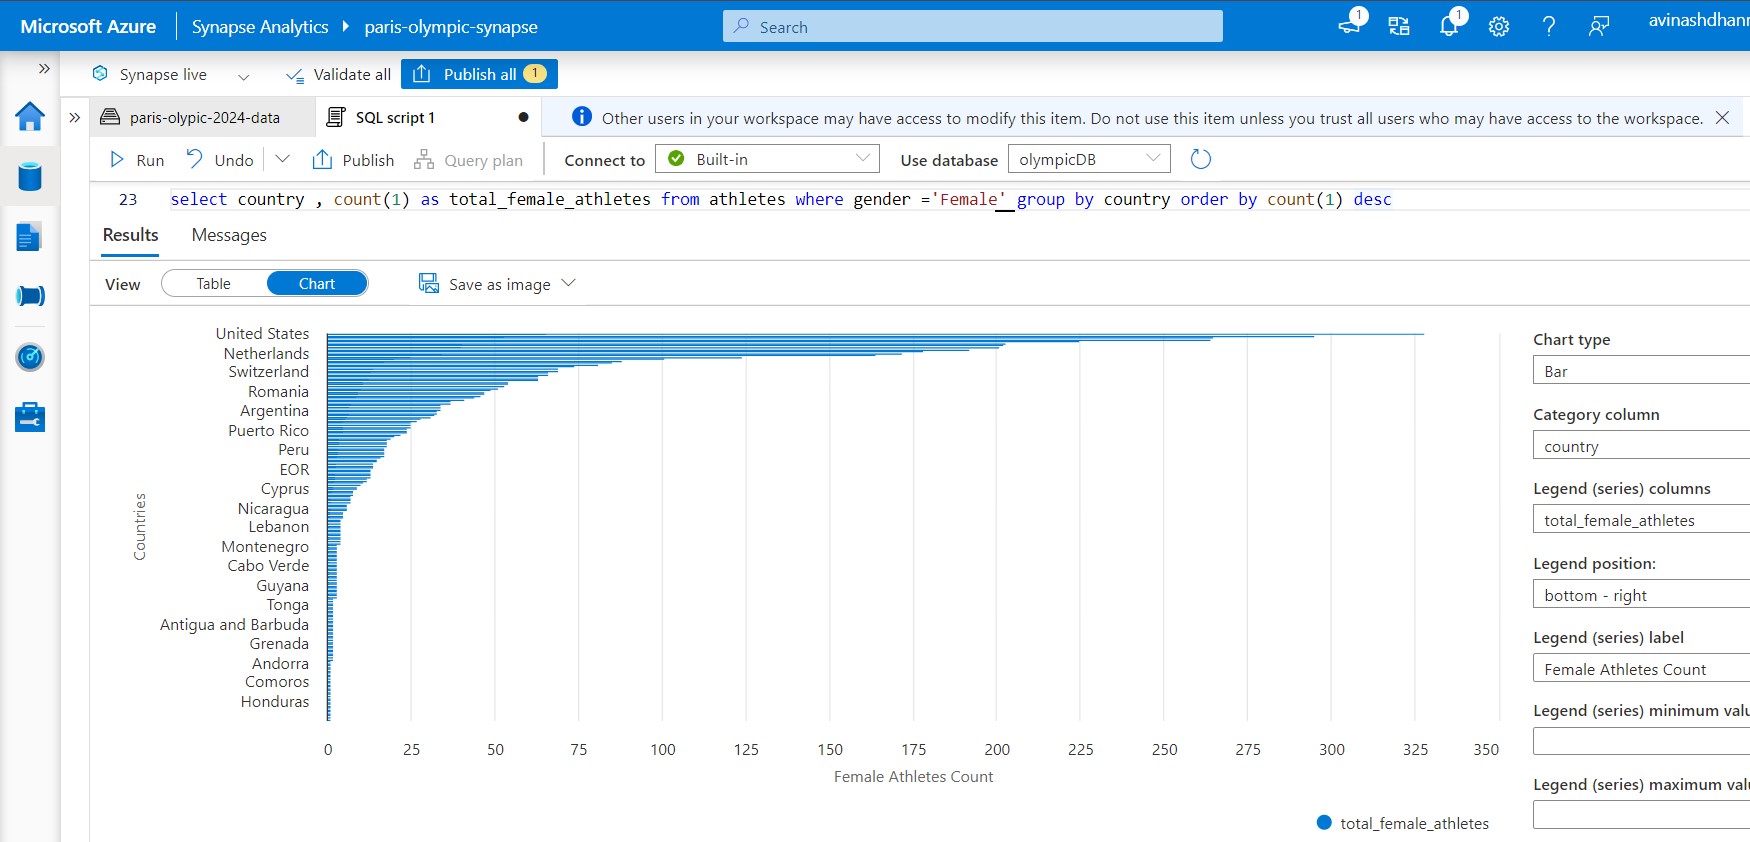 Microsoft Azure Synapse Analytics paris-olympic-synapse Search 1 1 avinashdhanr
Synapse live Validate all Publish all 1
paris-olypic-2024-data SQL script 1 Other users in your workspace may have access to modify this item. Do not use this item unless you trust all users who may have access to the workspace.
Run Undo Publish Query plan Connect to Built-in Use database olympicDB
23 select country , count(1) as total_female_athletes from athletes where gender ='Female' group by country order by count(1) desc
Results Messages
View Table Chart Save as image
United States
Netherlands
Switzerland
Romania
Argentina
Puerto Rico
Peru
EOR
Cyprus
Nicaragua
Lebanon
Montenegro
Cabo Verde
Guyana
Tonga
Antigua and Barbuda
Grenada
Andorra
Comoros
Honduras
Countries
0 25 50 75 100 125 150 175 200 225 250 275 300 325 350
Female Athletes Count
total_female_athletes
Chart type
Bar
Category column
country
Legend (series) columns
total_female_athletes
Legend position:
bottom - right
Legend (series) label
Female Athletes Count
Legend (series) minimum valu
Legend (series) maximum valu